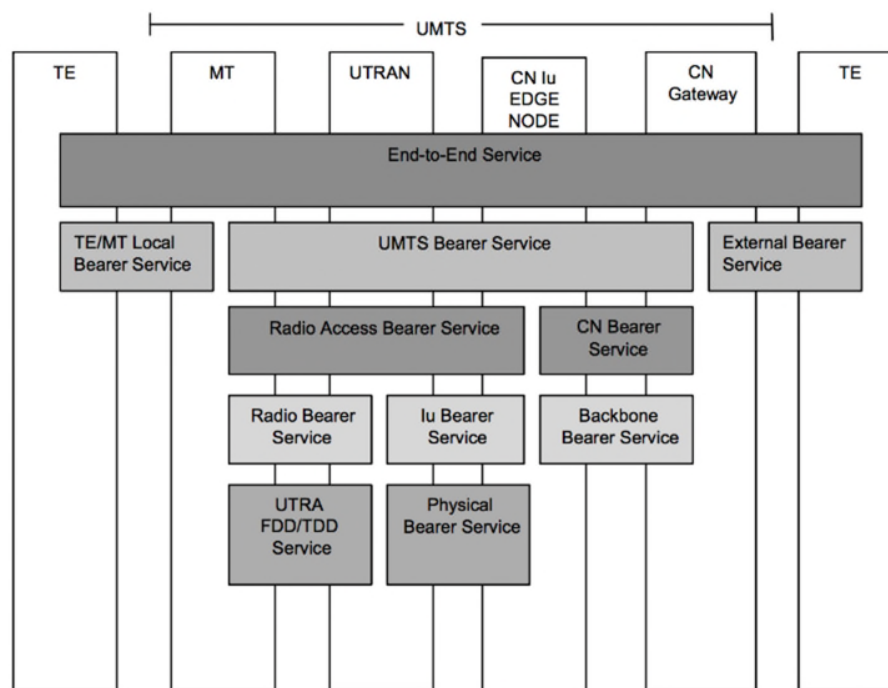 UMTS
TE
MT
UTRAN
CN Iu
EDGE
NODE
CN
Gateway
TE
End-to-End Service
TE/MT Local
Bearer Service
UMTS Bearer Service
External Bearer
Service
Radio Access Bearer Service
CN Bearer
Service
Radio Bearer
Service
Iu Bearer
Service
Backbone
Bearer Service
UTRA
FDD/TDD
Service
Physical
Bearer Service